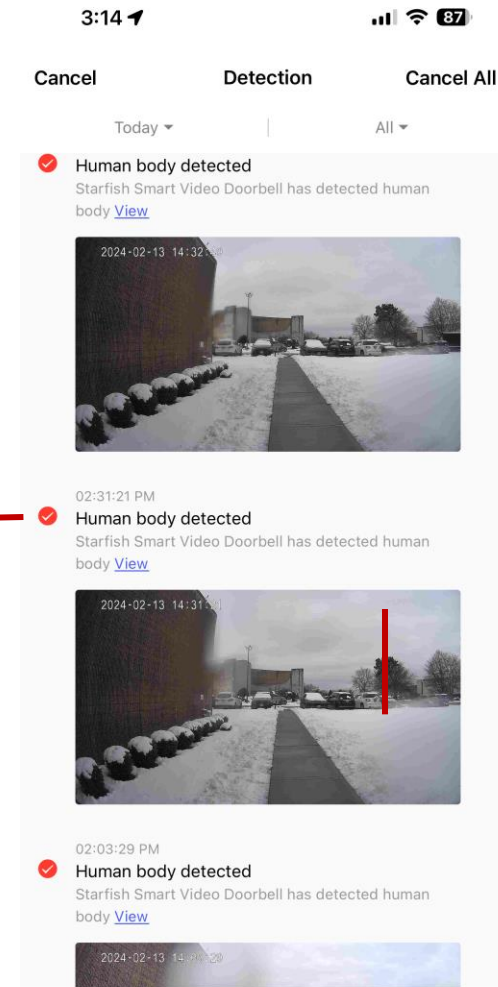 3:14
87
Cancel Detection Cancel All
Today All
Human body detected
Starfish Smart Video Doorbell has detected human
body View
2024-02-13 14:32
02:31:21 PM
Human body detected
Starfish Smart Video Doorbell has detected human
body View
2024-02-13 14:31:21
02:03:29 PM
Human body detected
Starfish Smart Video Doorbell has detected human
body View
2024-02-13 14:03:29